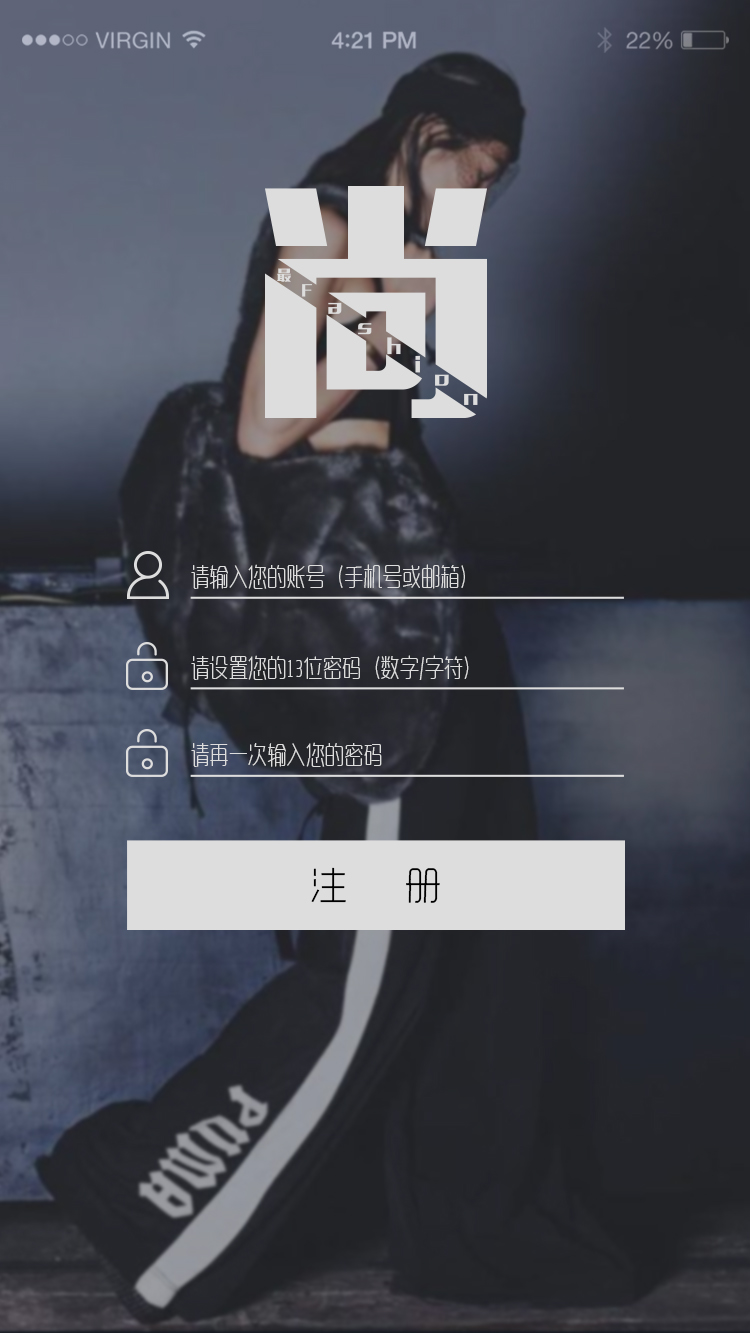 VIRGIN 4:21 PM 22%
尚
最Fashion
请输入您的账号（手机号或邮箱）
请设置您的13位密码（数字/字符）
请再一次输入您的密码
注 册
PUMA